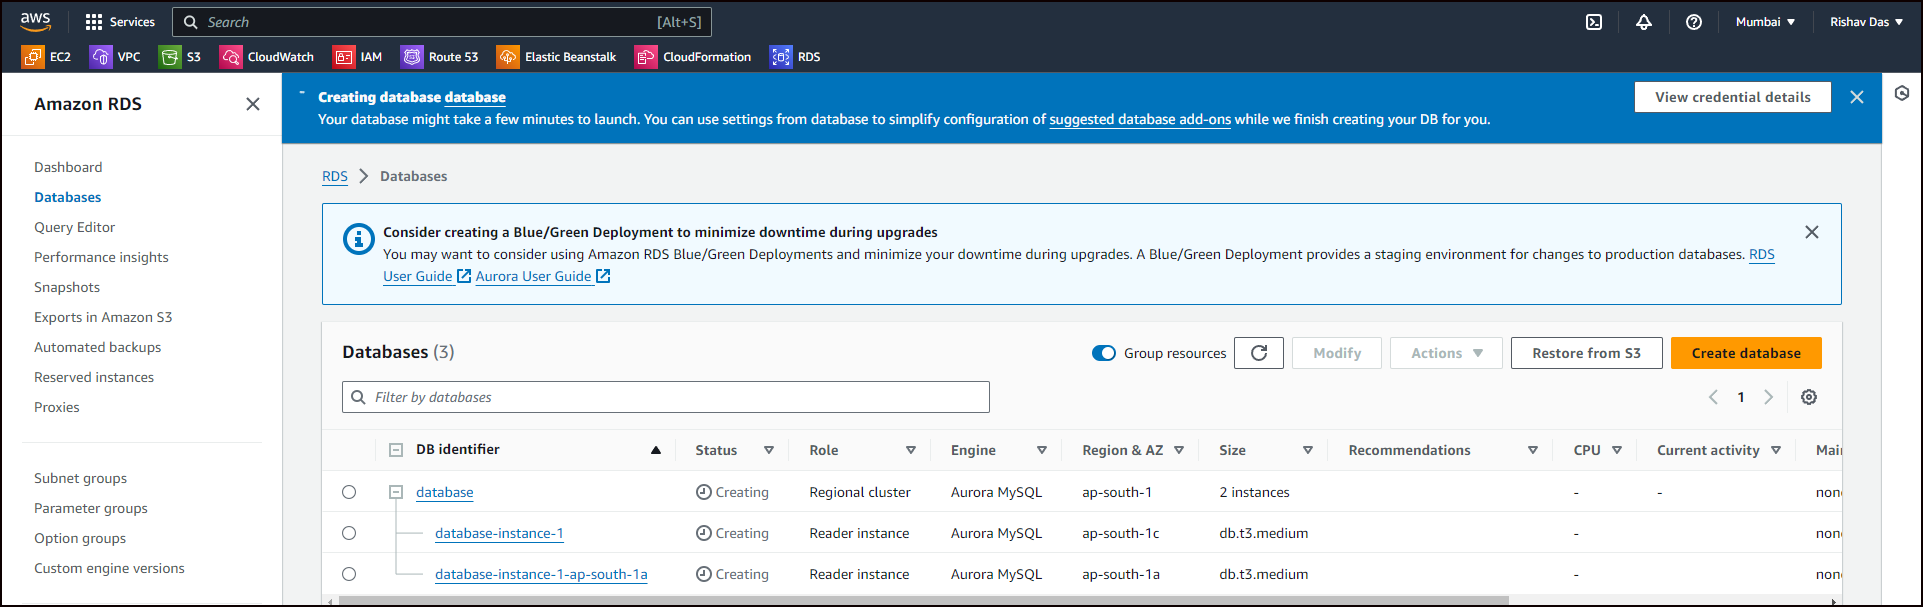 aws Services Search [Alt+S] Mumbai Rishav Das
EC2 VPC S3 CloudWatch IAM Route 53 Elastic Beanstalk CloudFormation RDS
Amazon RDS
Dashboard
Databases
Query Editor
Performance insights
Snapshots
Exports in Amazon S3
Automated backups
Reserved instances
Proxies
Subnet groups
Parameter groups
Option groups
Custom engine versions
Creating database database
Your database might take a few minutes to launch. You can use settings from database to simplify configuration of suggested database add-ons while we finish creating your DB for you.
View credential details
RDS > Databases
Consider creating a Blue/Green Deployment to minimize downtime during upgrades
You may want to consider using Amazon RDS Blue/Green Deployments and minimize your downtime during upgrades. A Blue/Green Deployment provides a staging environment for changes to production databases. RDS
User Guide Aurora User Guide
Databases (3) Group resources Modify Actions Restore from S3 Create database
Filter by databases 1
DB identifier Status Role Engine Region & AZ Size Recommendations CPU Current activity Mai
database Creating Regional cluster Aurora MySQL ap-south-1 2 instances - - non
database-instance-1 Creating Reader instance Aurora MySQL ap-south-1c db.t3.medium - non
database-instance-1-ap-south-1a Creating Reader instance Aurora MySQL ap-south-1a db.t3.medium - non